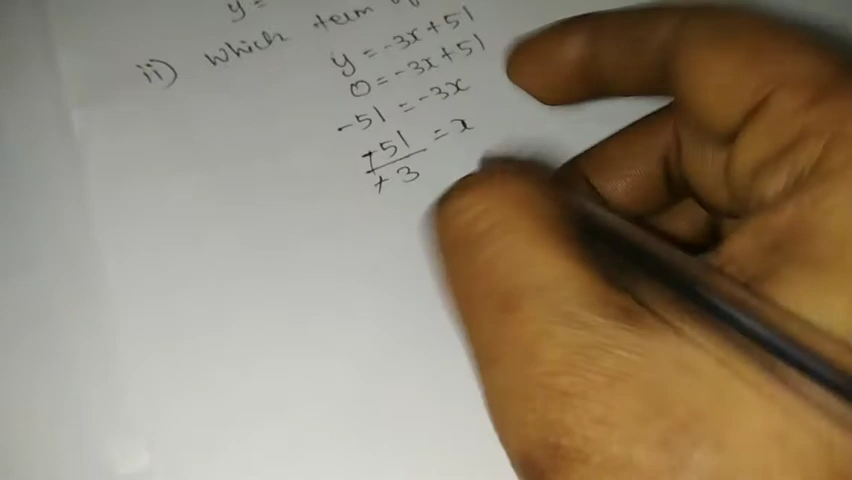 y=
ii) which term
y = -3x + 51
0 = -3x + 51
-51 = -3x
+51/+3 = x